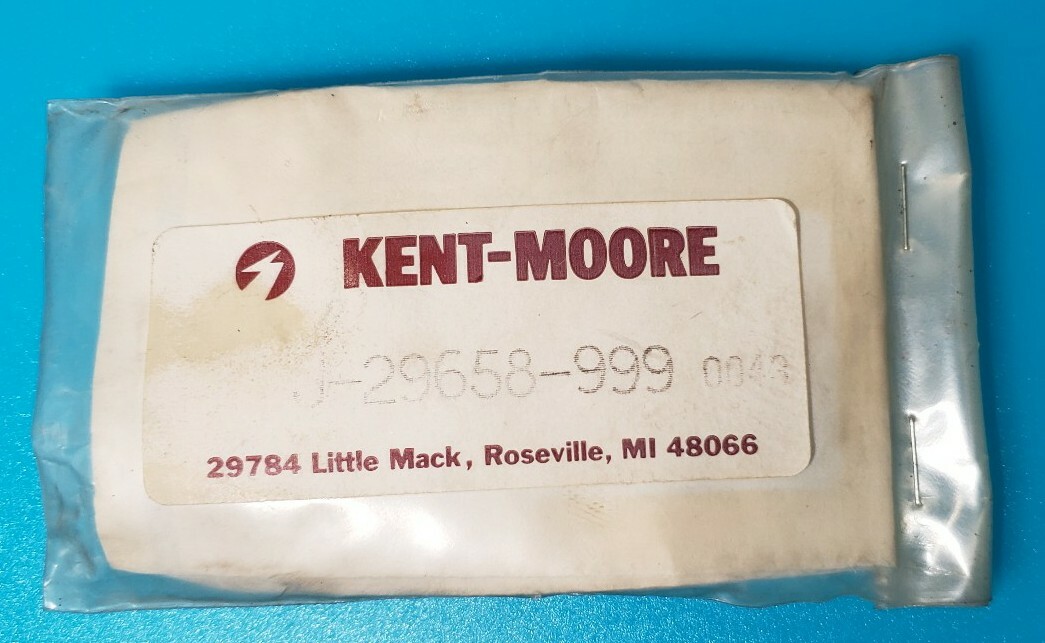 KENT-MOORE
J-29658-999 0043
29784 Little Mack, Roseville, MI 48066